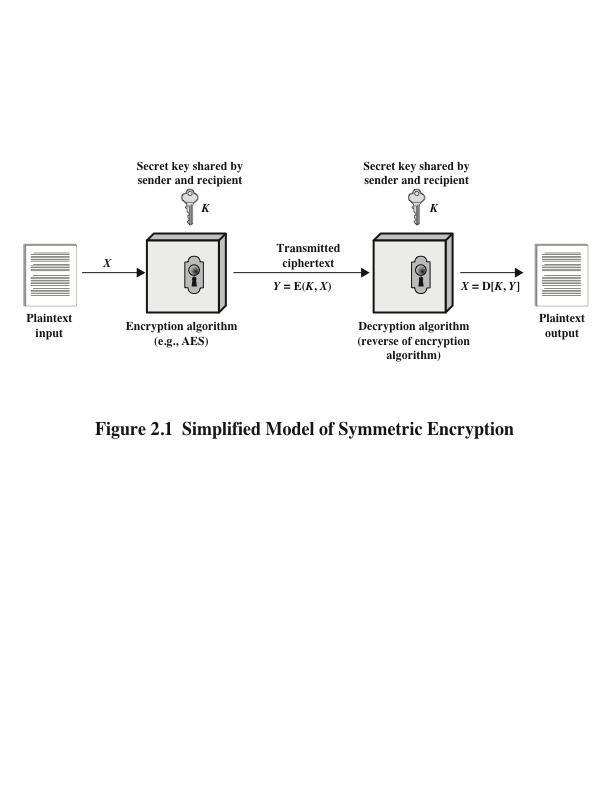 Secret key shared by
sender and recipient
K
Secret key shared by
sender and recipient
K
X
Transmitted
ciphertext
Y = E(K, X)
X = D[K, Y]
Plaintext
input
Encryption algorithm
(e.g., AES)
Decryption algorithm
(reverse of encryption
algorithm)
Plaintext
output
Figure 2.1 Simplified Model of Symmetric Encryption